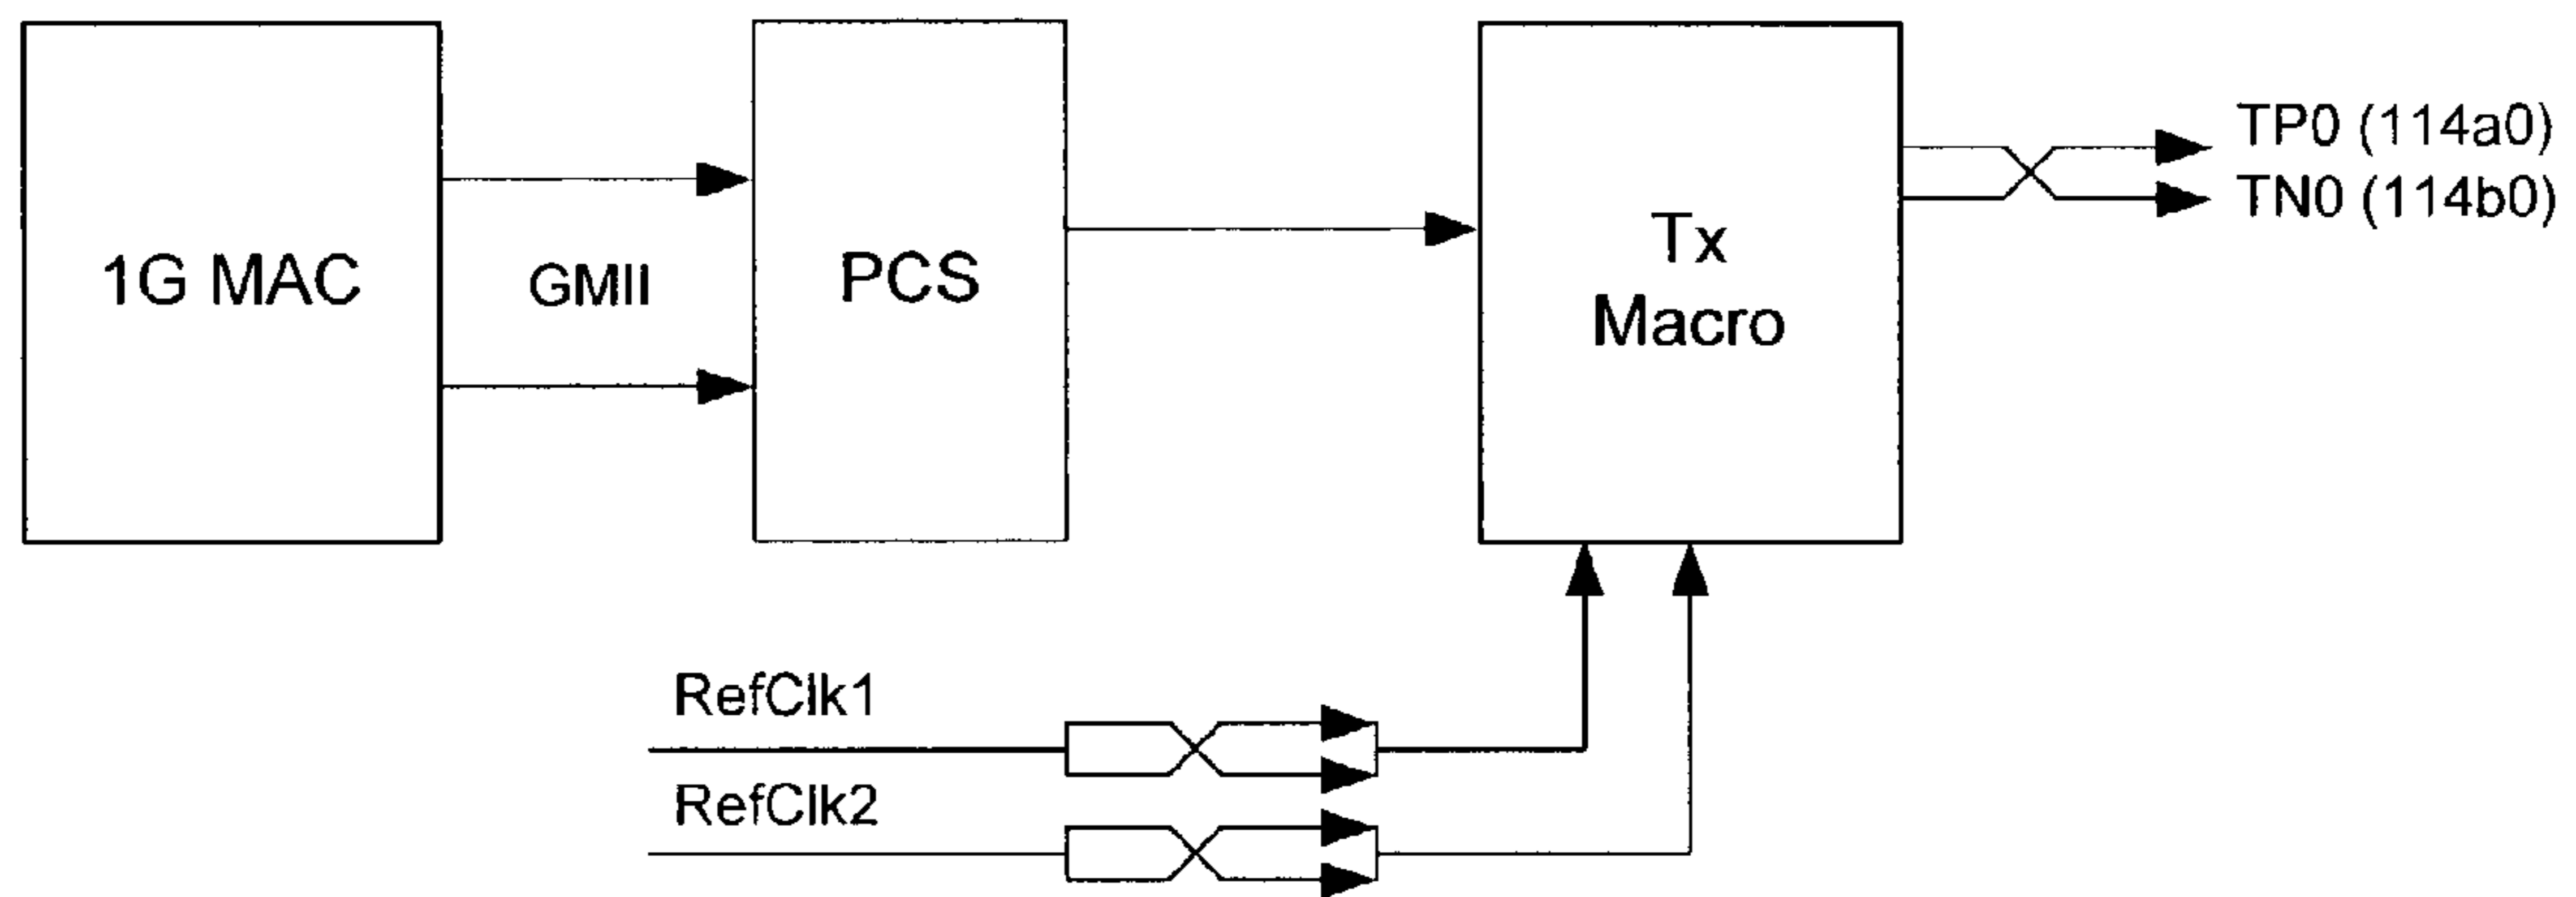 1G MAC
GMII
PCS
Tx
Macro
TP0 (114a0)
TN0 (114b0)
RefClk1
RefClk2